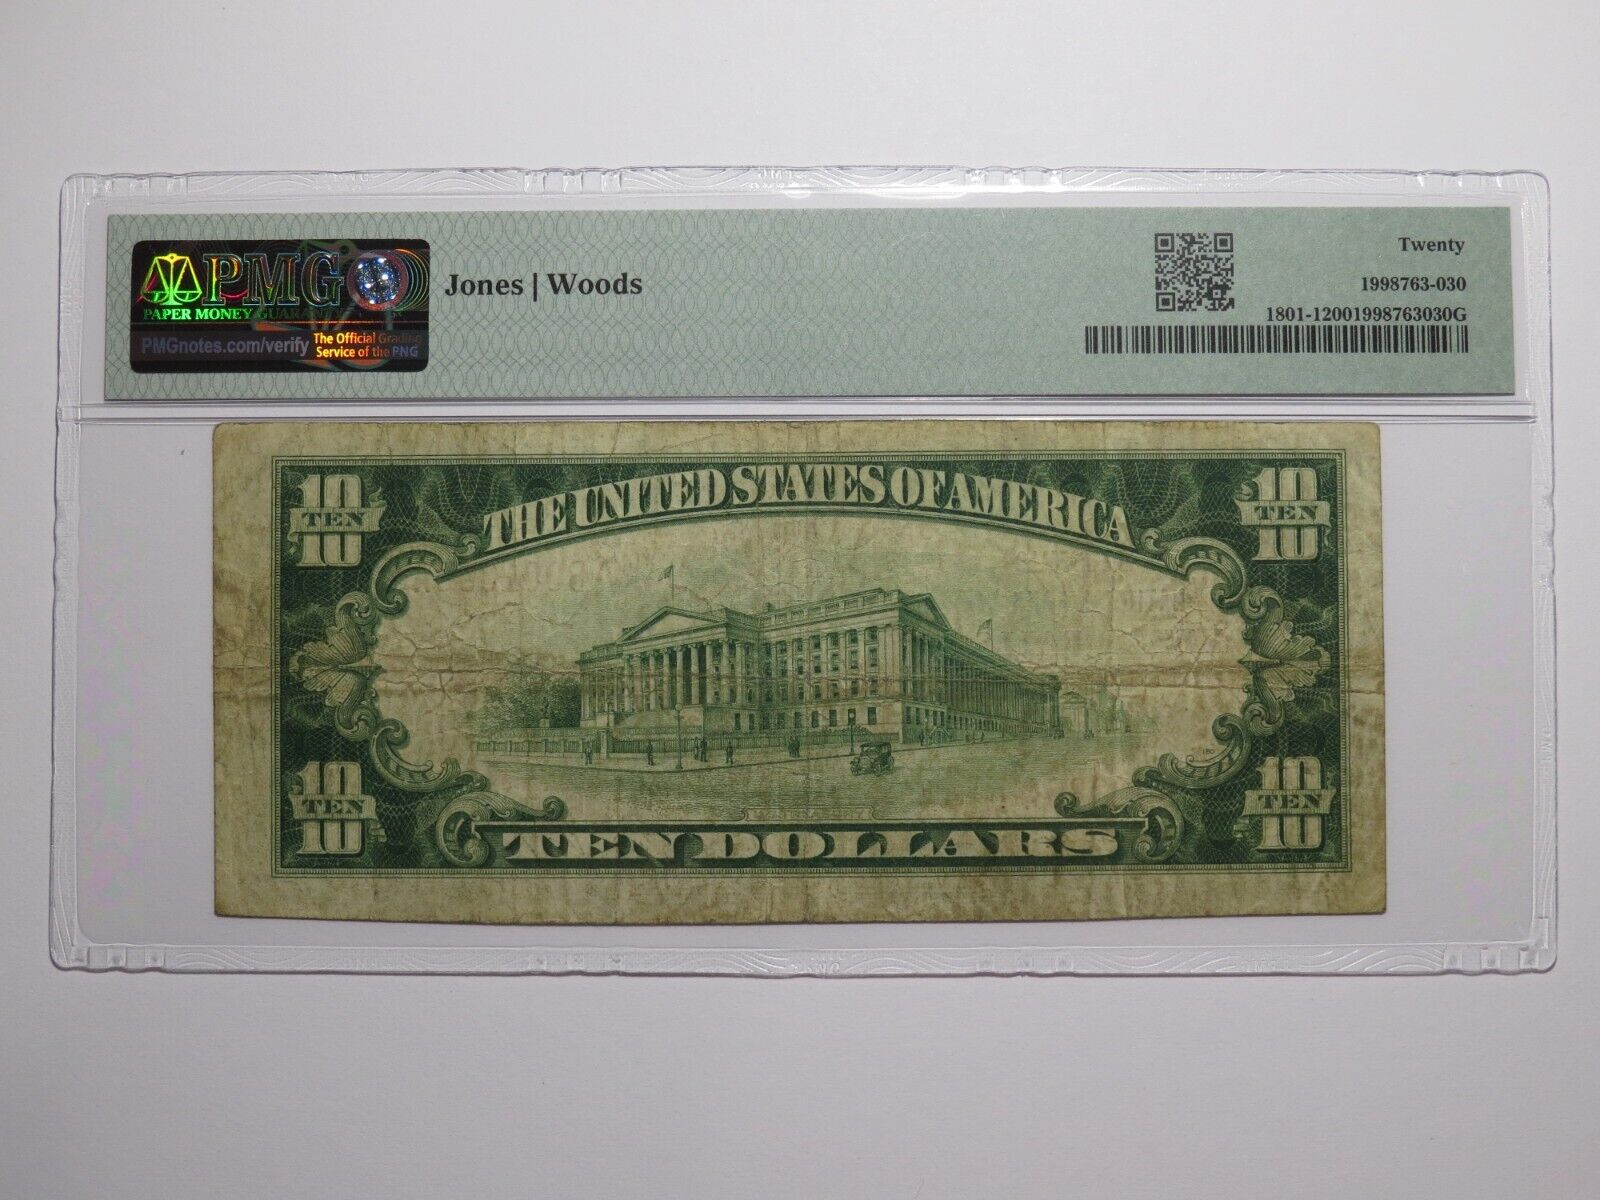 PMG
PAPER MONEY GUARANTY
PMGnotes.com/verify
The Official Grading
Service of the PNG
Jones | Woods
Twenty
1998763-030
1801-12001998763030G
THE UNITED STATES OF AMERICA
10
TEN
10
10
TEN
10
10
TEN
10
10
TEN
10
U.S. TREASURY
TEN DOLLARS